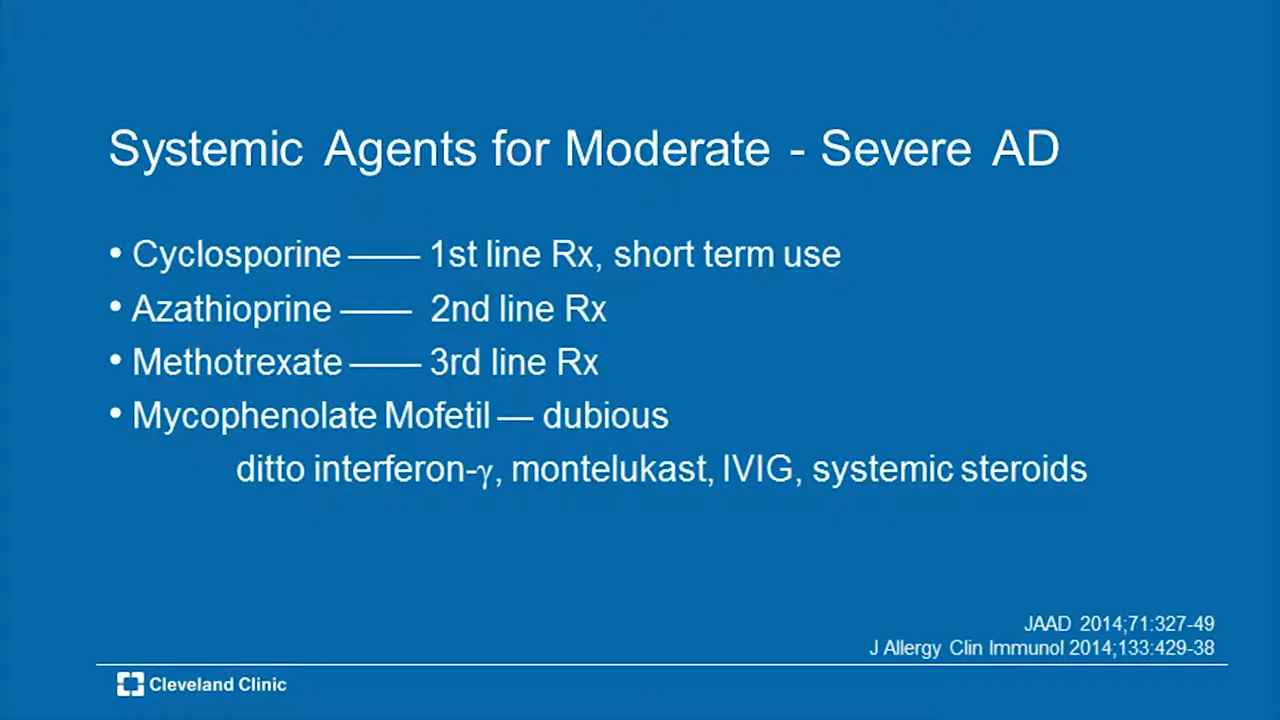 Systemic Agents for Moderate - Severe AD
• Cyclosporine —— 1st line Rx, short term use
• Azathioprine —— 2nd line Rx
• Methotrexate —— 3rd line Rx
• Mycophenolate Mofetil — dubious
ditto interferon-γ, montelukast, IVIG, systemic steroids
JAAD 2014;71:327-49
J Allergy Clin Immunol 2014;133:429-38
Cleveland Clinic